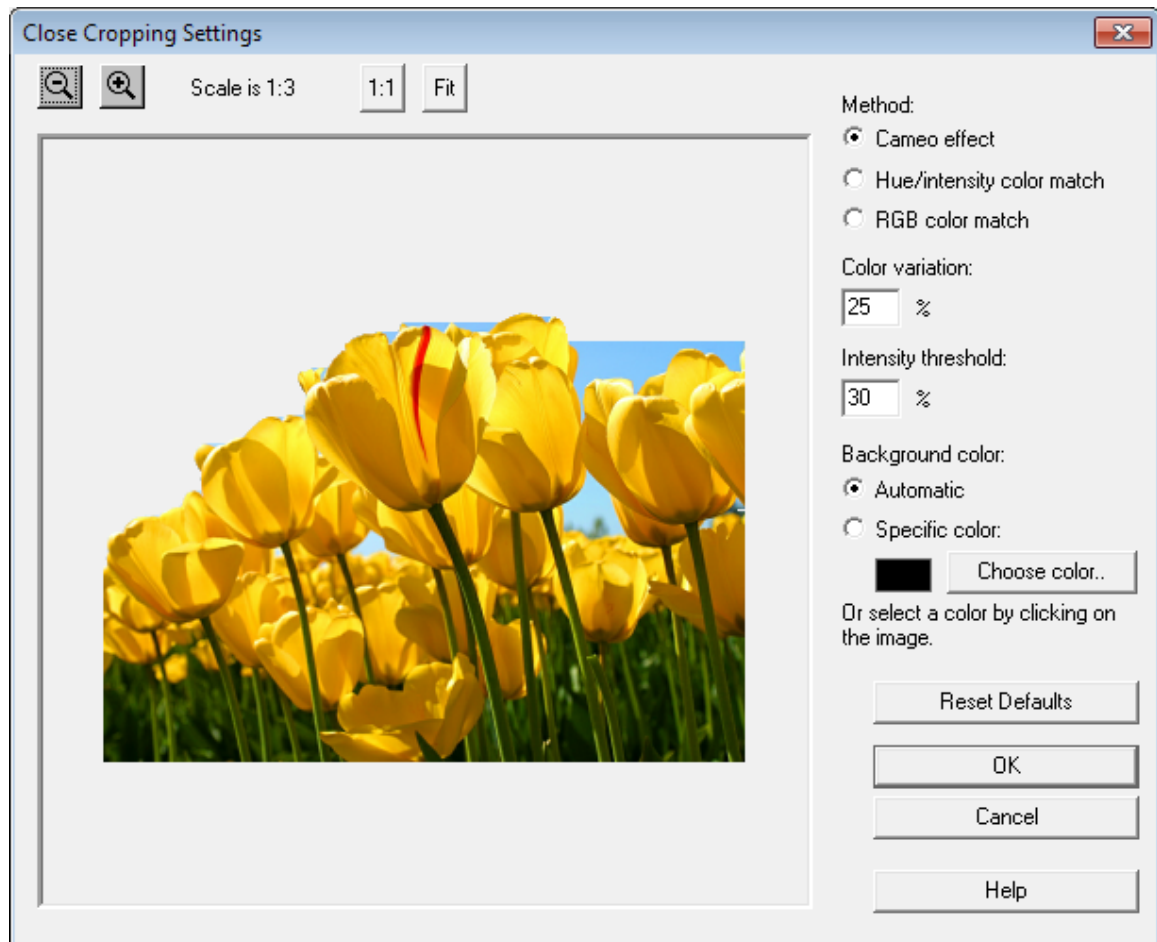 Close Cropping Settings
Scale is 1:3
1:1
Fit
Method:
Cameo effect
Hue/intensity color match
RGB color match
Color variation:
25 %
Intensity threshold:
30 %
Background color:
Automatic
Specific color:
Choose color..
Or select a color by clicking on
the image.
Reset Defaults
OK
Cancel
Help